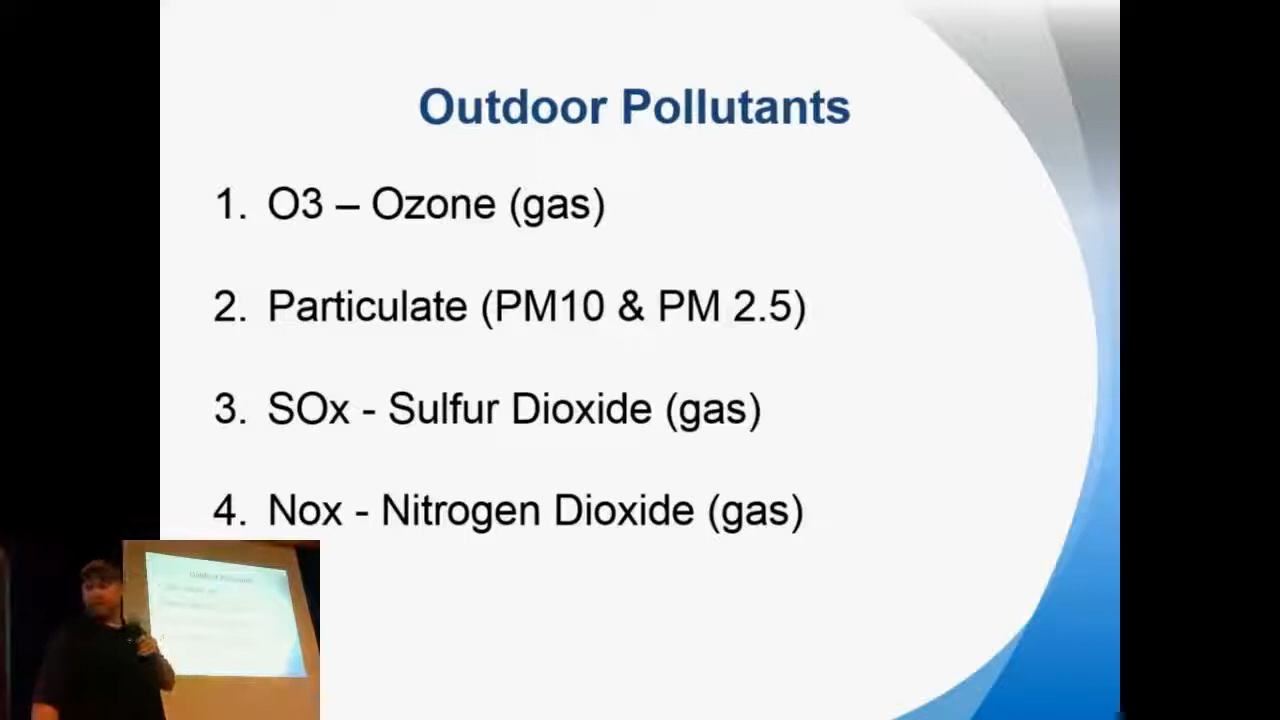 Outdoor Pollutants
1. O3 – Ozone (gas)
2. Particulate (PM10 & PM 2.5)
3. SOx - Sulfur Dioxide (gas)
4. Nox - Nitrogen Dioxide (gas)